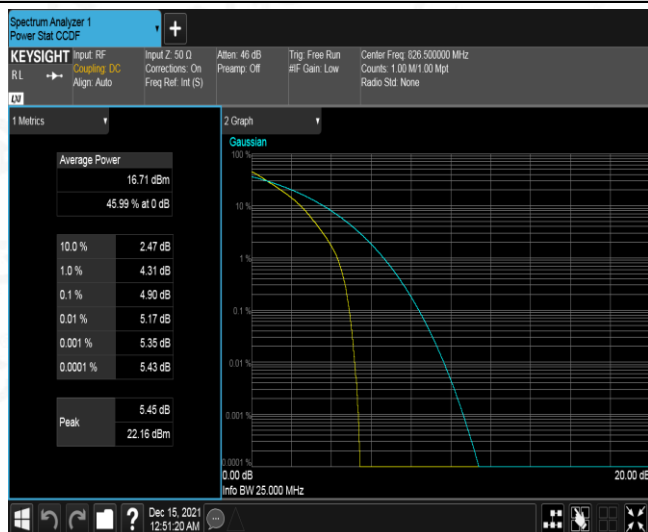 Spectrum Analyzer 1
Power Stat CCDF
+
KEYSIGHT
RL
LXI
Input: RF
Coupling: DC
Align: Auto
Input Z: 50 Ω
Corrections: On
Freq Ref: Int (S)
Atten: 46 dB
Preamp: Off
Trig: Free Run
#IF Gain: Low
Center Freq: 826.500000 MHz
Counts: 1.00 M/1.00 Mpt
Radio Std: None
1 Metrics
Average Power
16.71 dBm
45.99 % at 0 dB
10.0 % 2.47 dB
1.0 % 4.31 dB
0.1 % 4.90 dB
0.01 % 5.17 dB
0.001 % 5.35 dB
0.0001 % 5.43 dB
Peak
5.45 dB
22.16 dBm
2 Graph
Gaussian
100 %
10 %
1 %
0.1 %
0.01 %
0.001 %
0.0001 %
0.00 dB 20.00 dB
Info BW 25.000 MHz
?
Dec 15, 2021
12:51:20 AM